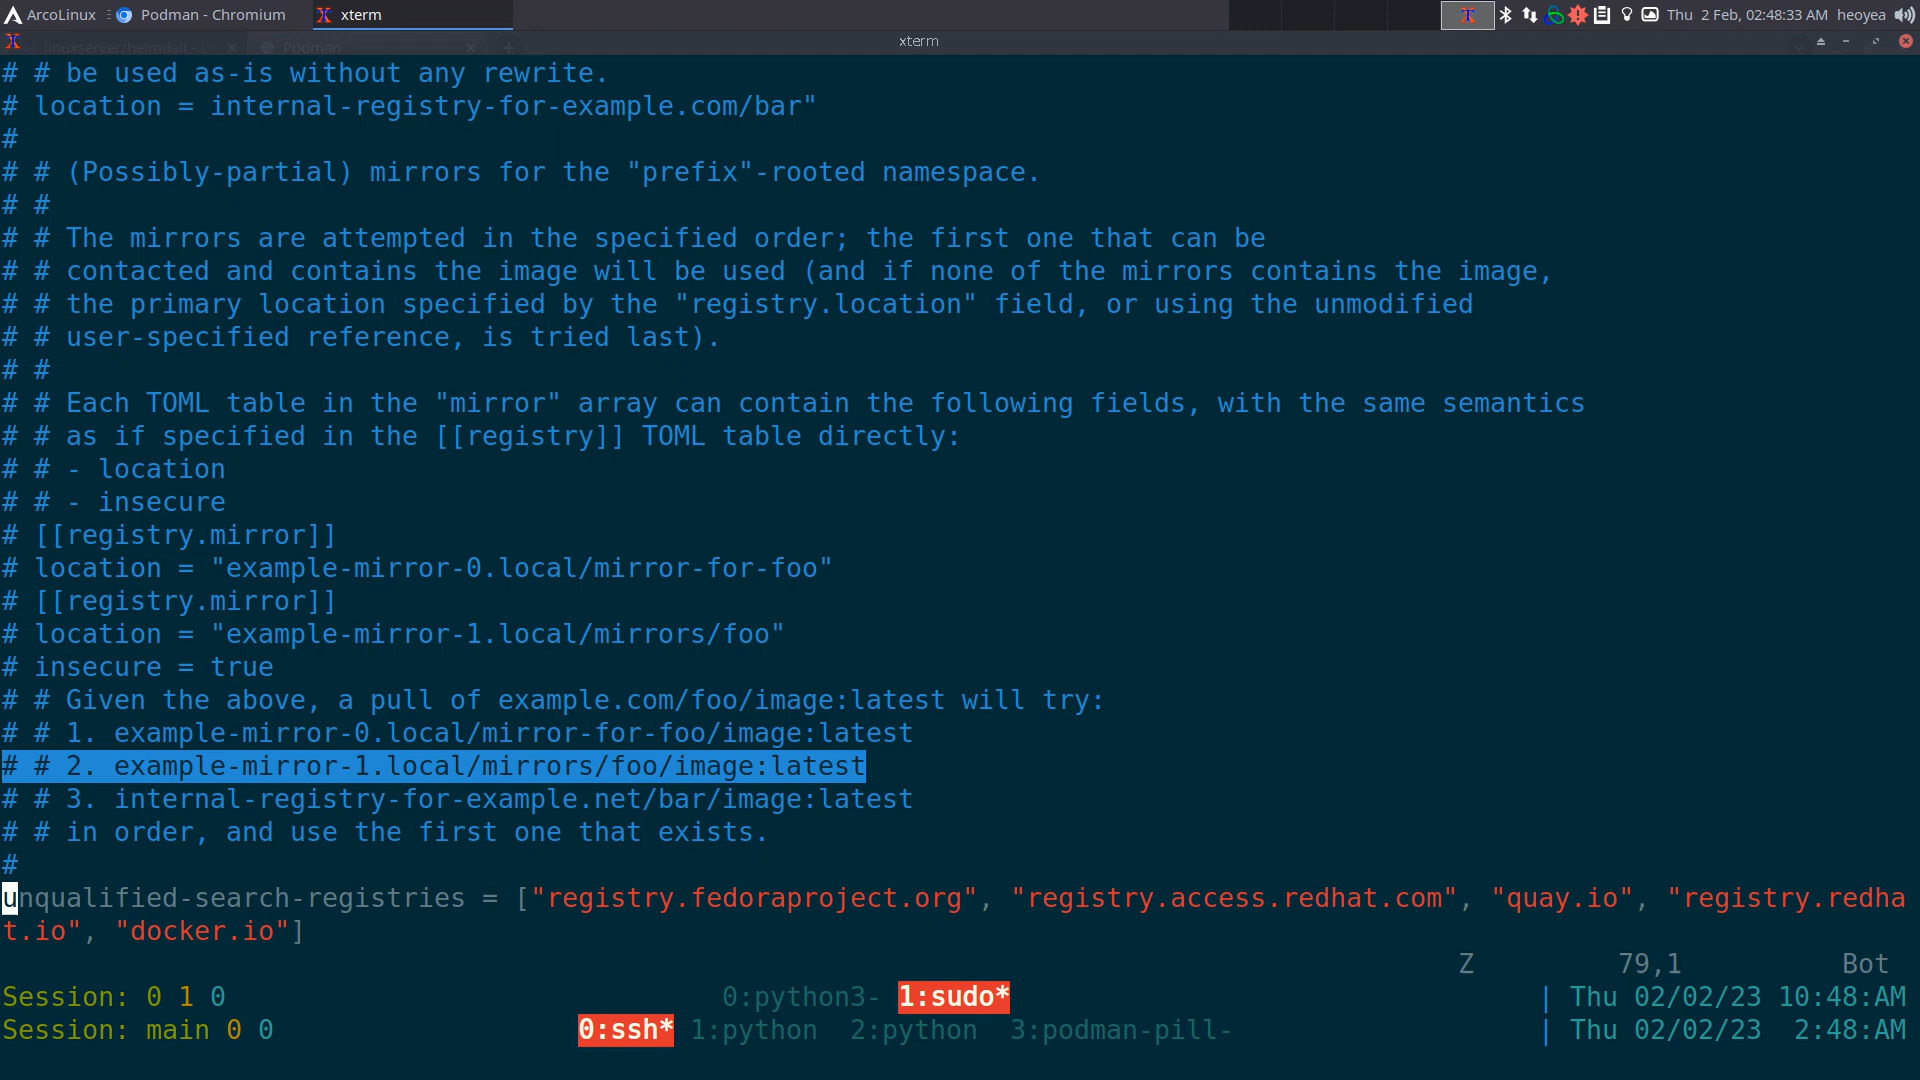 ArcoLinux Podman - Chromium xterm Thu 2 Feb, 02:48:33 AM heoyea
linuxserver/heimdall - D Podman xterm
# # be used as-is without any rewrite.
# location = internal-registry-for-example.com/bar"
#
# # (Possibly-partial) mirrors for the "prefix"-rooted namespace.
# #
# # The mirrors are attempted in the specified order; the first one that can be
# # contacted and contains the image will be used (and if none of the mirrors contains the image,
# # the primary location specified by the "registry.location" field, or using the unmodified
# # user-specified reference, is tried last).
# #
# # Each TOML table in the "mirror" array can contain the following fields, with the same semantics
# # as if specified in the [[registry]] TOML table directly:
# # - location
# # - insecure
# [[registry.mirror]]
# location = "example-mirror-0.local/mirror-for-foo"
# [[registry.mirror]]
# location = "example-mirror-1.local/mirrors/foo"
# insecure = true
# # Given the above, a pull of example.com/foo/image:latest will try:
# # 1. example-mirror-0.local/mirror-for-foo/image:latest
# # 2. example-mirror-1.local/mirrors/foo/image:latest
# # 3. internal-registry-for-example.net/bar/image:latest
# # in order, and use the first one that exists.
#
unqualified-search-registries = ["registry.fedoraproject.org", "registry.access.redhat.com", "quay.io", "registry.redha
t.io", "docker.io"]
Z 79,1 Bot
Session: 0 1 0 0:python3- 1:sudo* | Thu 02/02/23 10:48:AM
Session: main 0 0 0:ssh* 1:python 2:python 3:podman-pill- | Thu 02/02/23 2:48:AM